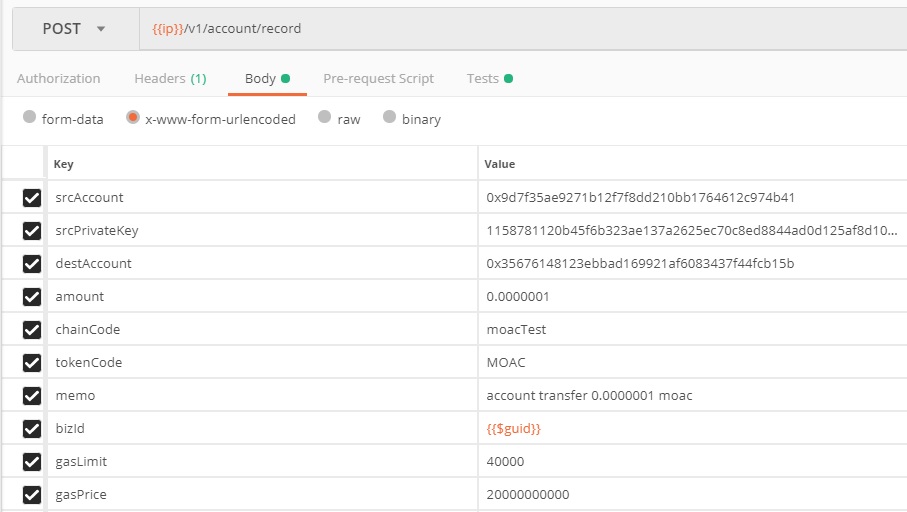 POST {{ip}}/v1/account/record
Authorization Headers (1) Body Pre-request Script Tests
form-data x-www-form-urlencoded raw binary
Key Value
srcAccount 0x9d7f35ae9271b12f7f8dd210bb1764612c974b41
srcPrivateKey 1158781120b45f6b323ae137a2625ec70c8ed8844ad0d125af8d10...
destAccount 0x35676148123ebbad169921af6083437f44fcb15b
amount 0.0000001
chainCode moacTest
tokenCode MOAC
memo account transfer 0.0000001 moac
bizId {{$guid}}
gasLimit 40000
gasPrice 20000000000